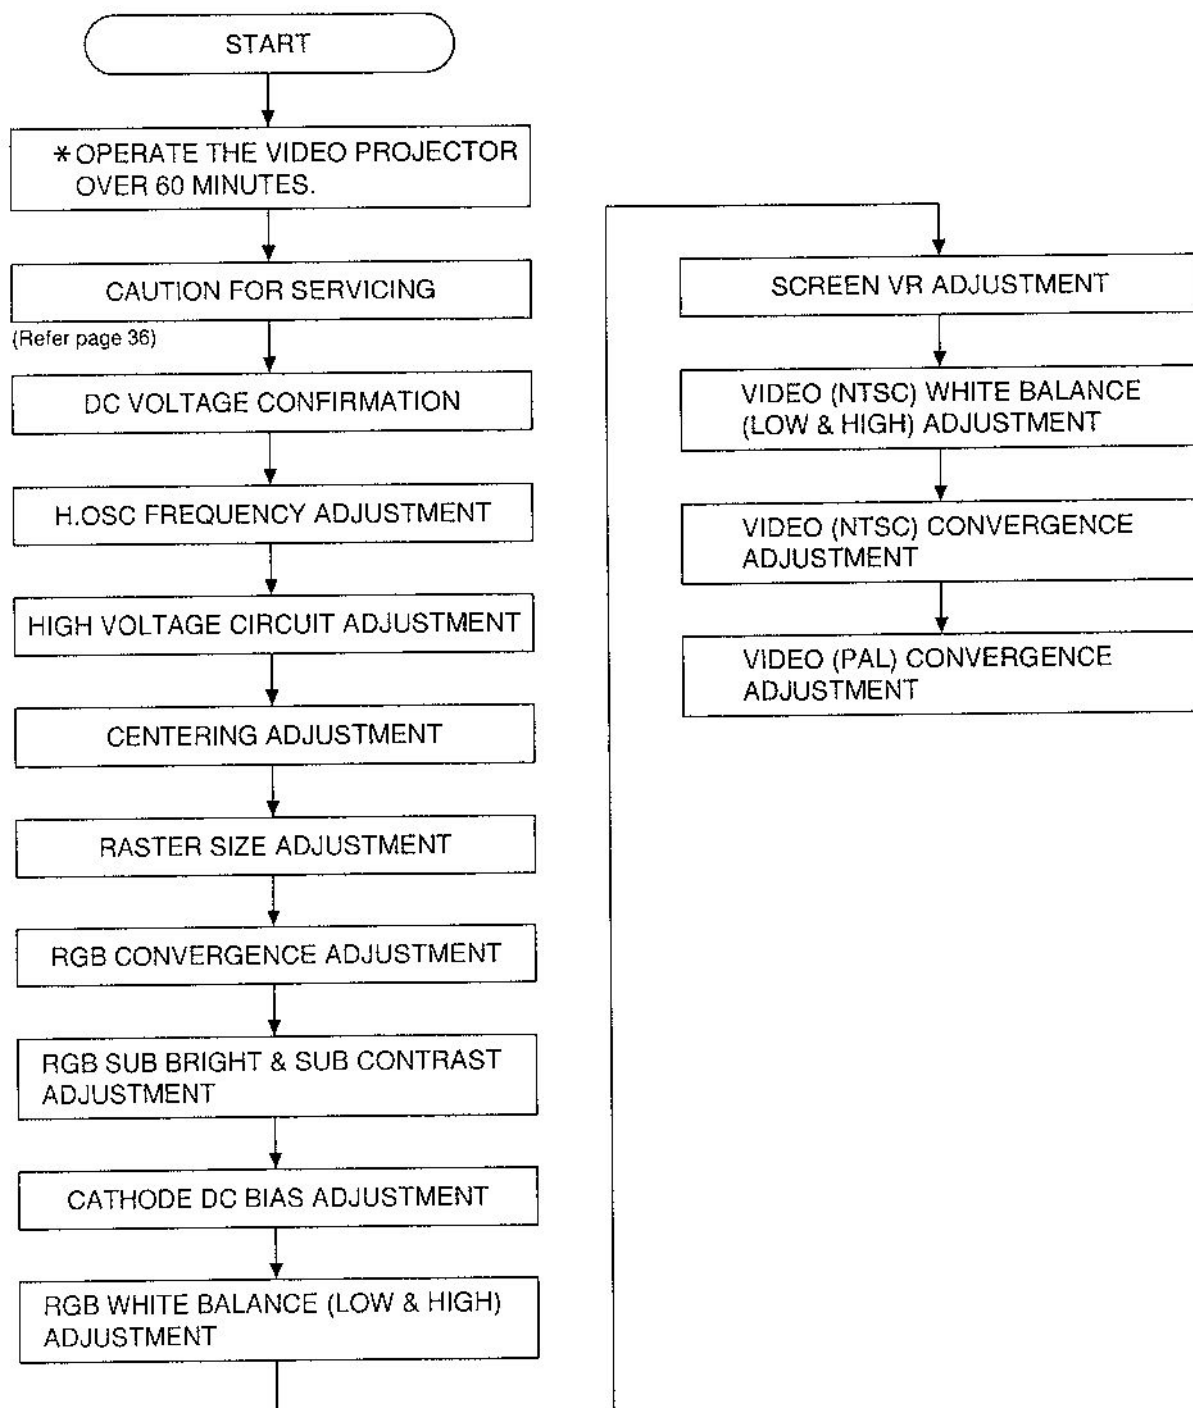 START
*OPERATE THE VIDEO PROJECTOR
OVER 60 MINUTES.
CAUTION FOR SERVICING
(Refer page 36)
DC VOLTAGE CONFIRMATION
H.OSC FREQUENCY ADJUSTMENT
HIGH VOLTAGE CIRCUIT ADJUSTMENT
CENTERING ADJUSTMENT
RASTER SIZE ADJUSTMENT
RGB CONVERGENCE ADJUSTMENT
RGB SUB BRIGHT & SUB CONTRAST
ADJUSTMENT
CATHODE DC BIAS ADJUSTMENT
RGB WHITE BALANCE (LOW & HIGH)
ADJUSTMENT
SCREEN VR ADJUSTMENT
VIDEO (NTSC) WHITE BALANCE
(LOW & HIGH) ADJUSTMENT
VIDEO (NTSC) CONVERGENCE
ADJUSTMENT
VIDEO (PAL) CONVERGENCE
ADJUSTMENT